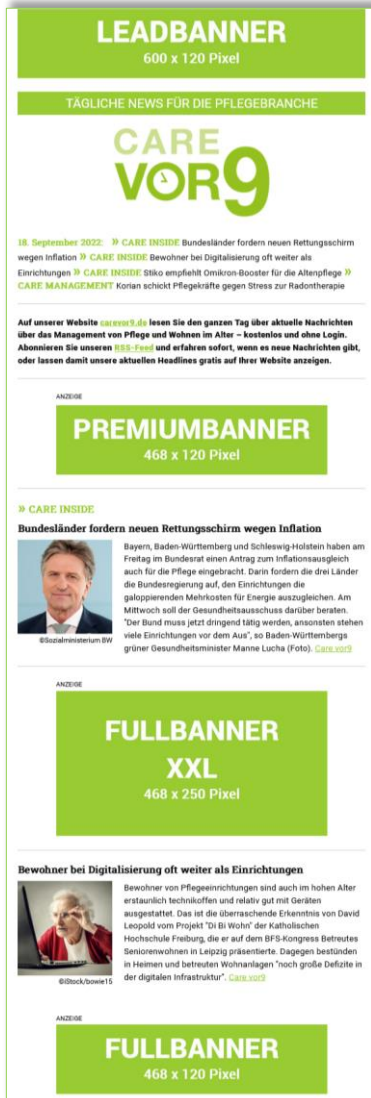 LEADBANNER
600 x 120 Pixel
TÄGLICHE NEWS FÜR DIE PFLEGEBRANCHE
CARE
VOR9
18. September 2022: » CARE INSIDE Bundesländer fordern neuen Rettungsschirm
wegen Inflation » CARE INSIDE Bewohner bei Digitalisierung oft weiter als
Einrichtungen » CARE INSIDE Stiko empfiehlt Omikron-Booster für die Altenpflege »
CARE MANAGEMENT Korian schickt Pflegekräfte gegen Stress zur Radontherapie
Auf unserer Website carevor9.de lesen Sie den ganzen Tag über aktuelle Nachrichten
über das Management von Pflege und Wohnen im Alter – kostenlos und ohne Login.
Abonnieren Sie unseren RSS-Feed und erfahren sofort, wenn es neue Nachrichten gibt,
oder lassen damit unsere aktuellen Headlines gratis auf Ihrer Website anzeigen.
ANZEIGE
PREMIUMBANNER
468 x 120 Pixel
» CARE INSIDE
Bundesländer fordern neuen Rettungsschirm wegen Inflation
Bayern, Baden-Württemberg und Schleswig-Holstein haben am
Freitag im Bundesrat einen Antrag zum Inflationsausgleich
auch für die Pflege eingebracht. Darin fordern die drei Länder
die Bundesregierung auf, den Einrichtungen die
galoppierenden Mehrkosten für Energie auszugleichen. Am
Mittwoch soll der Gesundheitsausschuss darüber beraten.
"Der Bund muss jetzt dringend tätig werden, ansonsten stehen
viele Einrichtungen vor dem Aus", so Baden-Württembergs
grüner Gesundheitsminister Manne Lucha (Foto). Care vor9
©Sozialministerium BW
ANZEIGE
FULLBANNER
XXL
468 x 250 Pixel
Bewohner bei Digitalisierung oft weiter als Einrichtungen
Bewohner von Pflegeeinrichtungen sind auch im hohen Alter
erstaunlich technikoffen und relativ gut mit Geräten
ausgestattet. Das ist die überraschende Erkenntnis von David
Leopold vom Projekt "Di Bi Wohn" der Katholischen
Hochschule Freiburg, die er auf dem BFS-Kongress Betreutes
Seniorenwohnen in Leipzig präsentierte. Dagegen bestünden
in Heimen und betreuten Wohnanlagen "noch große Defizite in
der digitalen Infrastruktur". Care vor9
©iStock/bowie15
ANZEIGE
FULLBANNER
468 x 120 Pixel